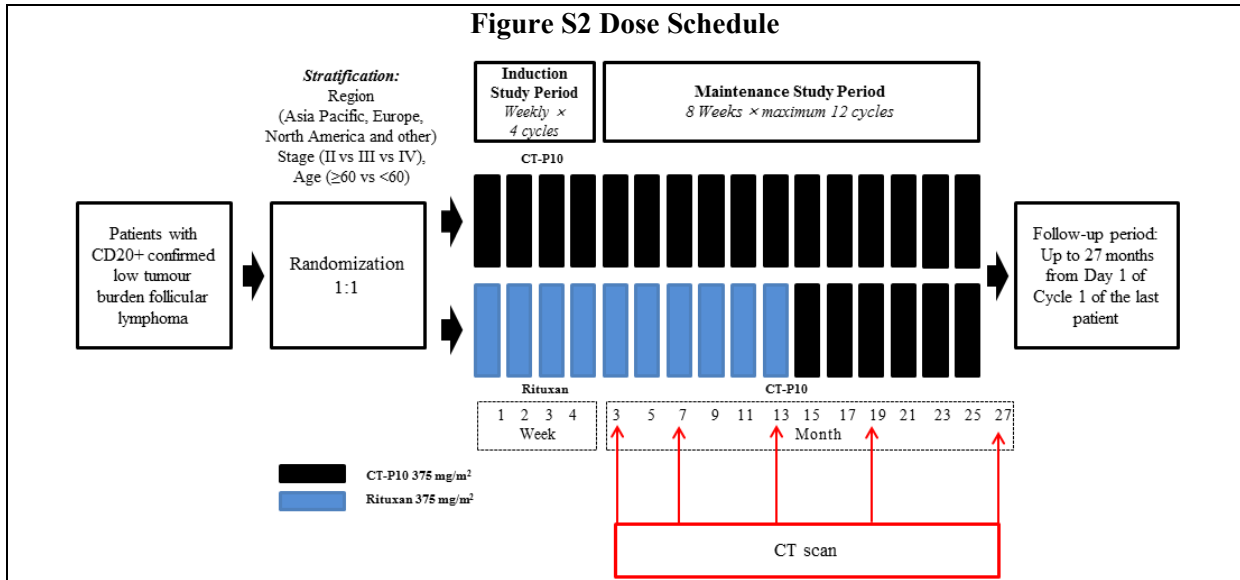 Figure S2 Dose Schedule
Stratification:
Region
(Asia Pacific, Europe,
North America and other)
Stage (II vs III vs IV),
Age (≥60 vs <60)
Induction
Study Period
Weekly ×
4 cycles
Maintenance Study Period
8 Weeks × maximum 12 cycles
CT-P10
Patients with
CD20+ confirmed
low tumour
burden follicular
lymphoma
Randomization
1:1
Follow-up period:
Up to 27 months
from Day 1 of
Cycle 1 of the last
patient
Rituxan
CT-P10
1 2 3 4
Week
3 5 7 9 11 13 15 17 19 21 23 25 27
Month
CT-P10 375 mg/m²
Rituxan 375 mg/m²
CT scan